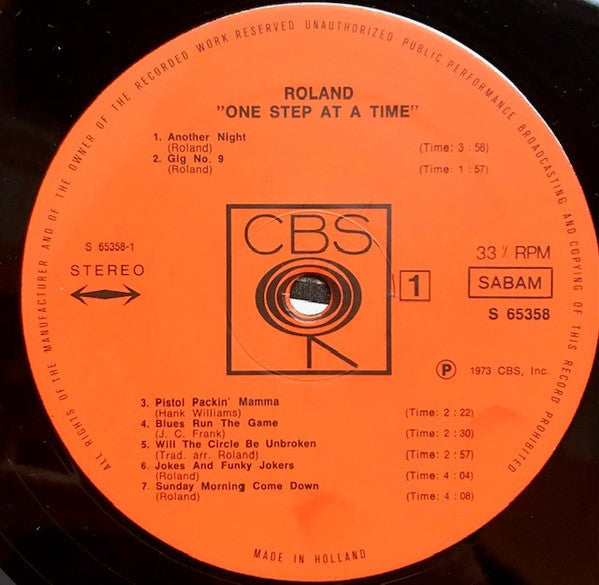 ALL RIGHTS OF THE MANUFACTURER AND OF THE OWNER OF THE RECORDED WORK RESERVED UNAUTHORIZED PUBLIC PERFORMANCE BROADCASTING AND COPYING OF THIS RECORD PROHIBITED
ROLAND
"ONE STEP AT A TIME"
1. Another Night
(Roland) (Time: 3 : 58)
2. Gig No. 9
(Roland) (Time: 1 : 57)
CBS
S 65358-1
STEREO
1
33⅓ RPM
SABAM
S 65358
Ⓟ 1973 CBS, Inc.
3. Pistol Packin' Mamma
(Hank Williams) (Time: 2 : 22)
4. Blues Run The Game
(J. C. Frank) (Time: 2 : 30)
5. Will The Circle Be Unbroken
(Trad. arr. Roland) (Time: 2 : 57)
6. Jokes And Funky Jokers
(Roland) (Time: 4 : 04)
7. Sunday Morning Come Down
(Roland) (Time: 4 : 08)
MADE IN HOLLAND